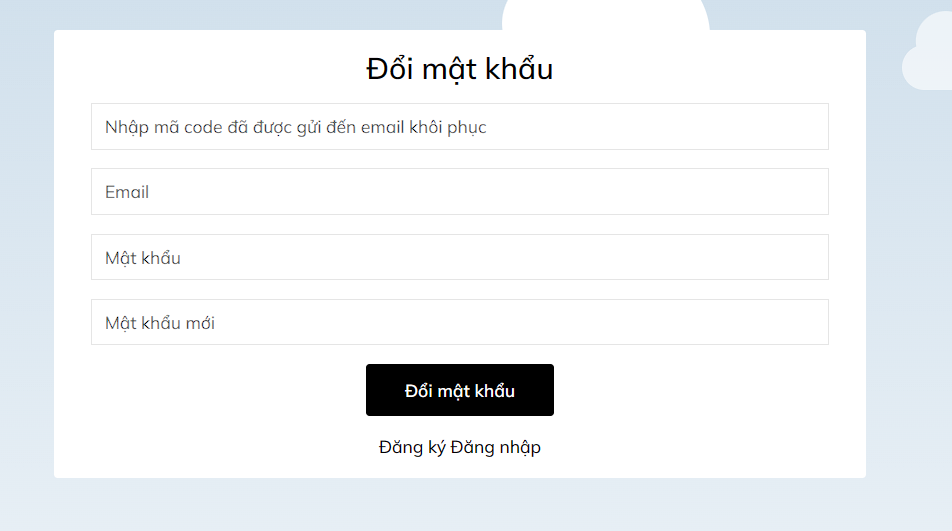 Đổi mật khẩu
Nhập mã code đã được gửi đến email khôi phục
Email
Mật khẩu
Mật khẩu mới
Đổi mật khẩu
Đăng ký Đăng nhập